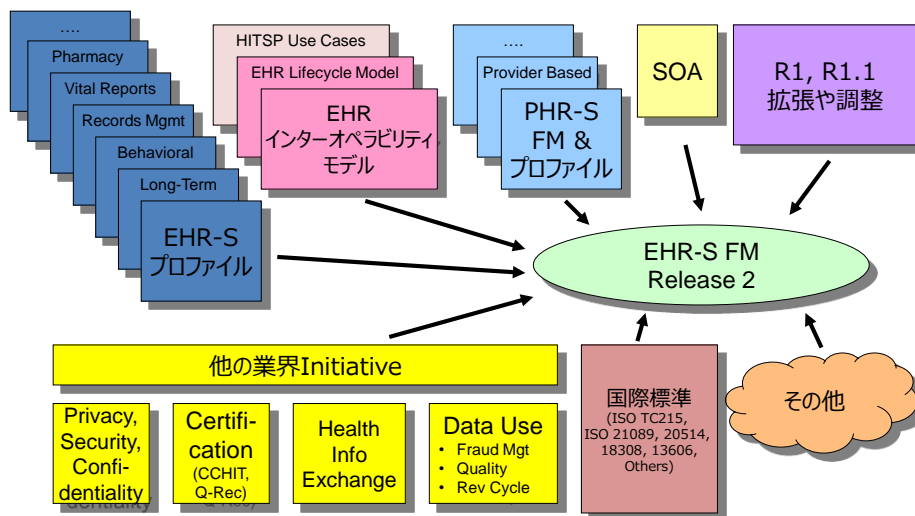 ....
Pharmacy
Vital Reports
Records Mgmt
Behavioral
Long-Term
EHR-S
プロファイル
HITSP Use Cases
EHR Lifecycle Model
EHR
インターオペラビリティ
モデル
....
Provider Based
PHR-S
FM &
プロファイル
SOA
R1, R1.1
拡張や調整
EHR-S FM
Release 2
他の業界Initiative
Privacy,
Security,
Confi-
dentiality
Certifi-
cation
(CCHIT,
Q-Rec)
Health
Info
Exchange
Data Use
• Fraud Mgt
• Quality
• Rev Cycle
国際標準
(ISO TC215,
ISO 21089, 20514,
18308, 13606,
Others)
その他